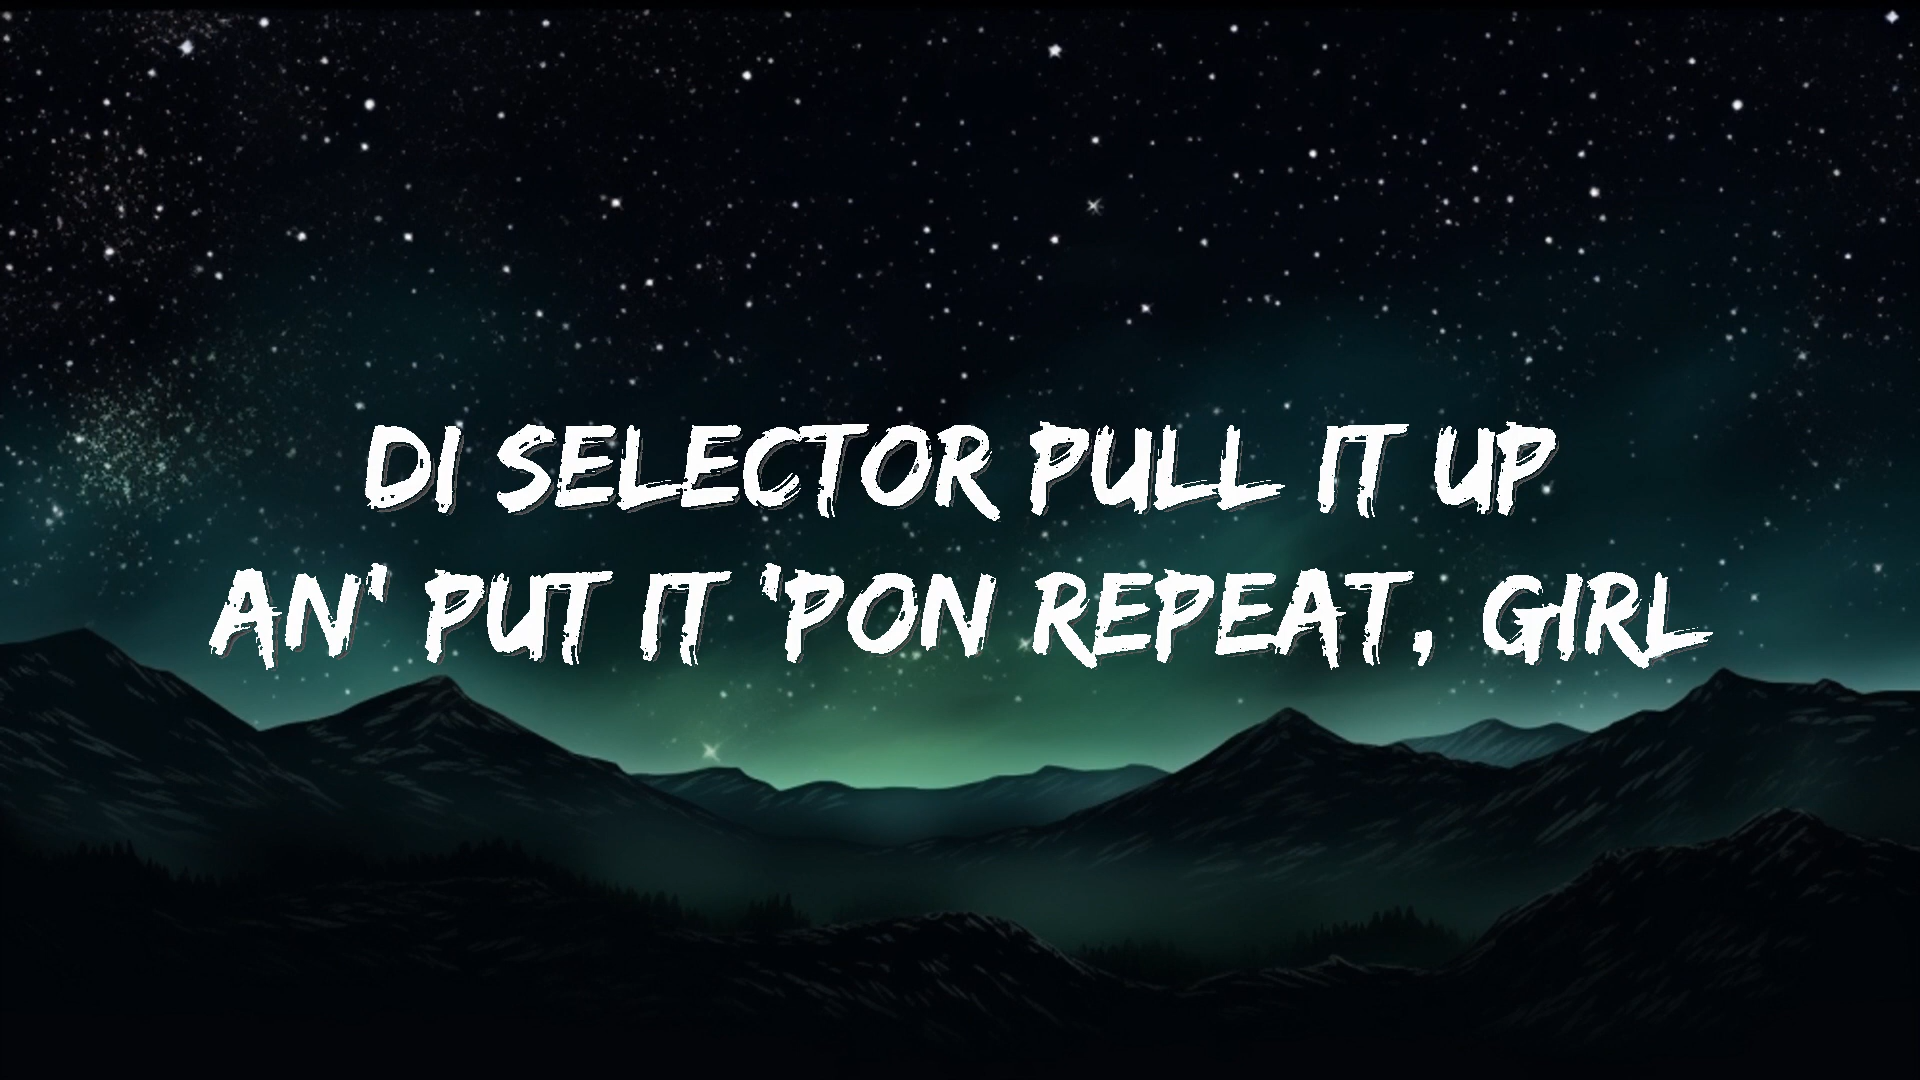 DI SELECTOR PULL IT UP
AN' PUT IT 'PON REPEAT, GIRL